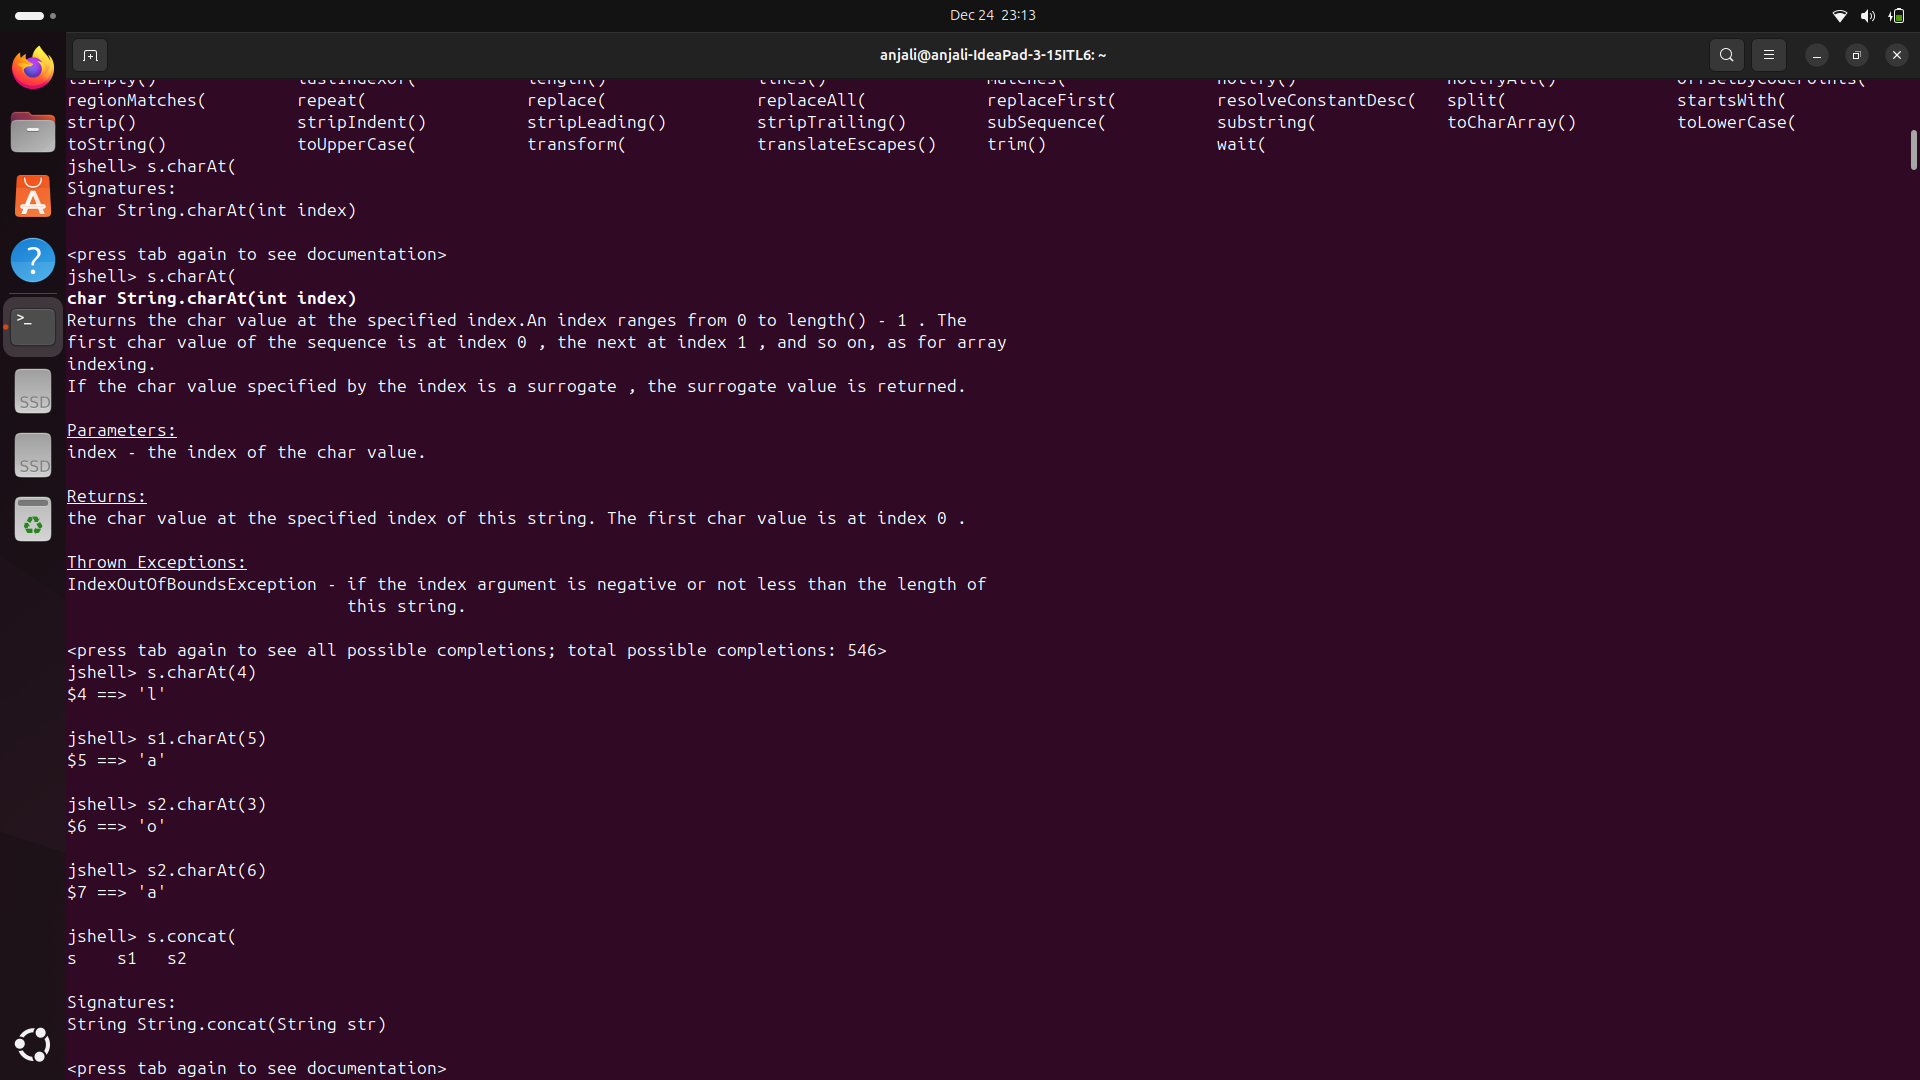 Dec 24 23:13
anjali@anjali-IdeaPad-3-15ITL6: ~
isEmpty() lastIndexOf( length() lines() matches( notify() notifyAll() offsetByCodePoints(
regionMatches( repeat( replace( replaceAll( replaceFirst( resolveConstantDesc( split( startsWith(
strip() stripIndent() stripLeading() stripTrailing() subSequence( substring( toCharArray() toLowerCase(
toString() toUpperCase( transform( translateEscapes() trim() wait(
jshell> s.charAt(
Signatures:
char String.charAt(int index)
<press tab again to see documentation>
jshell> s.charAt(
char String.charAt(int index)
Returns the char value at the specified index.An index ranges from 0 to length() - 1 . The
first char value of the sequence is at index 0 , the next at index 1 , and so on, as for array
indexing.
If the char value specified by the index is a surrogate , the surrogate value is returned.
Parameters:
index - the index of the char value.
Returns:
the char value at the specified index of this string. The first char value is at index 0 .
Thrown Exceptions:
IndexOutOfBoundsException - if the index argument is negative or not less than the length of
this string.
<press tab again to see all possible completions; total possible completions: 546>
jshell> s.charAt(4)
$4 ==> 'l'
jshell> s1.charAt(5)
$5 ==> 'a'
jshell> s2.charAt(3)
$6 ==> 'o'
jshell> s2.charAt(6)
$7 ==> 'a'
jshell> s.concat(
s s1 s2
Signatures:
String String.concat(String str)
<press tab again to see documentation>
SSD
SSD